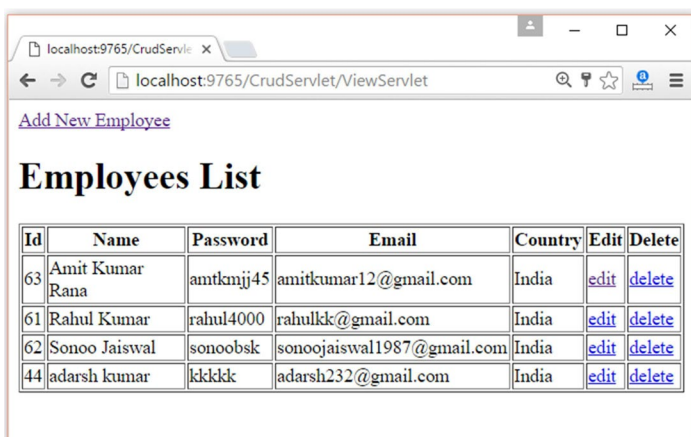 localhost:9765/CrudServle
localhost:9765/CrudServlet/ViewServlet
Add New Employee
Employees List
Id Name Password Email Country Edit Delete
63 Amit Kumar Rana amtkmjj45 amitkumar12@gmail.com India edit delete
61 Rahul Kumar rahul4000 rahulkk@gmail.com India edit delete
62 Sonoo Jaiswal sonoobsk sonoojaiswal1987@gmail.com India edit delete
44 adarsh kumar kkkkk adarsh232@gmail.com India edit delete